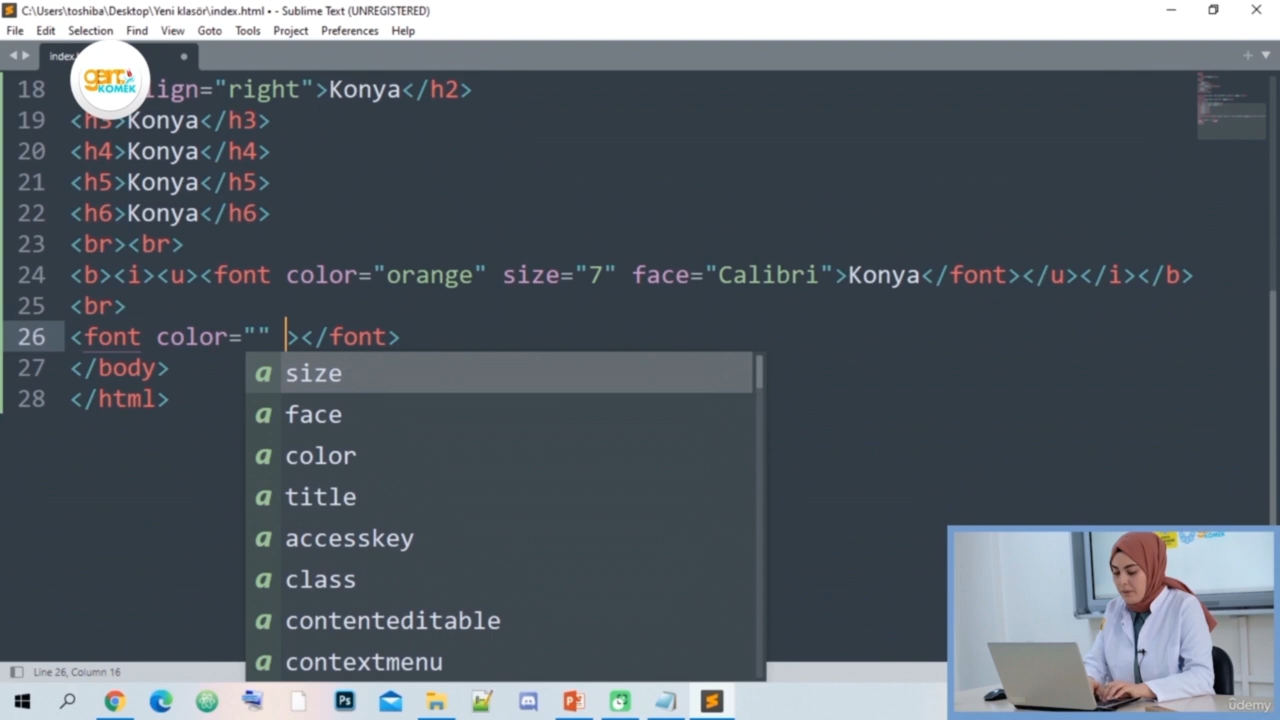 C:\Users\toshiba\Desktop\Yeni klasör\index.html • - Sublime Text (UNREGISTERED)
File Edit Selection Find View Goto Tools Project Preferences Help
genç KOMEK
18 lign="right">Konya</h2>
19 <h3>Konya</h3>
20 <h4>Konya</h4>
21 <h5>Konya</h5>
22 <h6>Konya</h6>
23 <br><br>
24 <b><i><u><font color="orange" size="7" face="Calibri">Konya</font></u></i></b>
25 <br>
26 <font color="" ></font>
27 </body>
28 </html>
a size
a face
a color
a title
a accesskey
a class
a contenteditable
a contextmenu
Line 26, Column 16
Ps
udemy